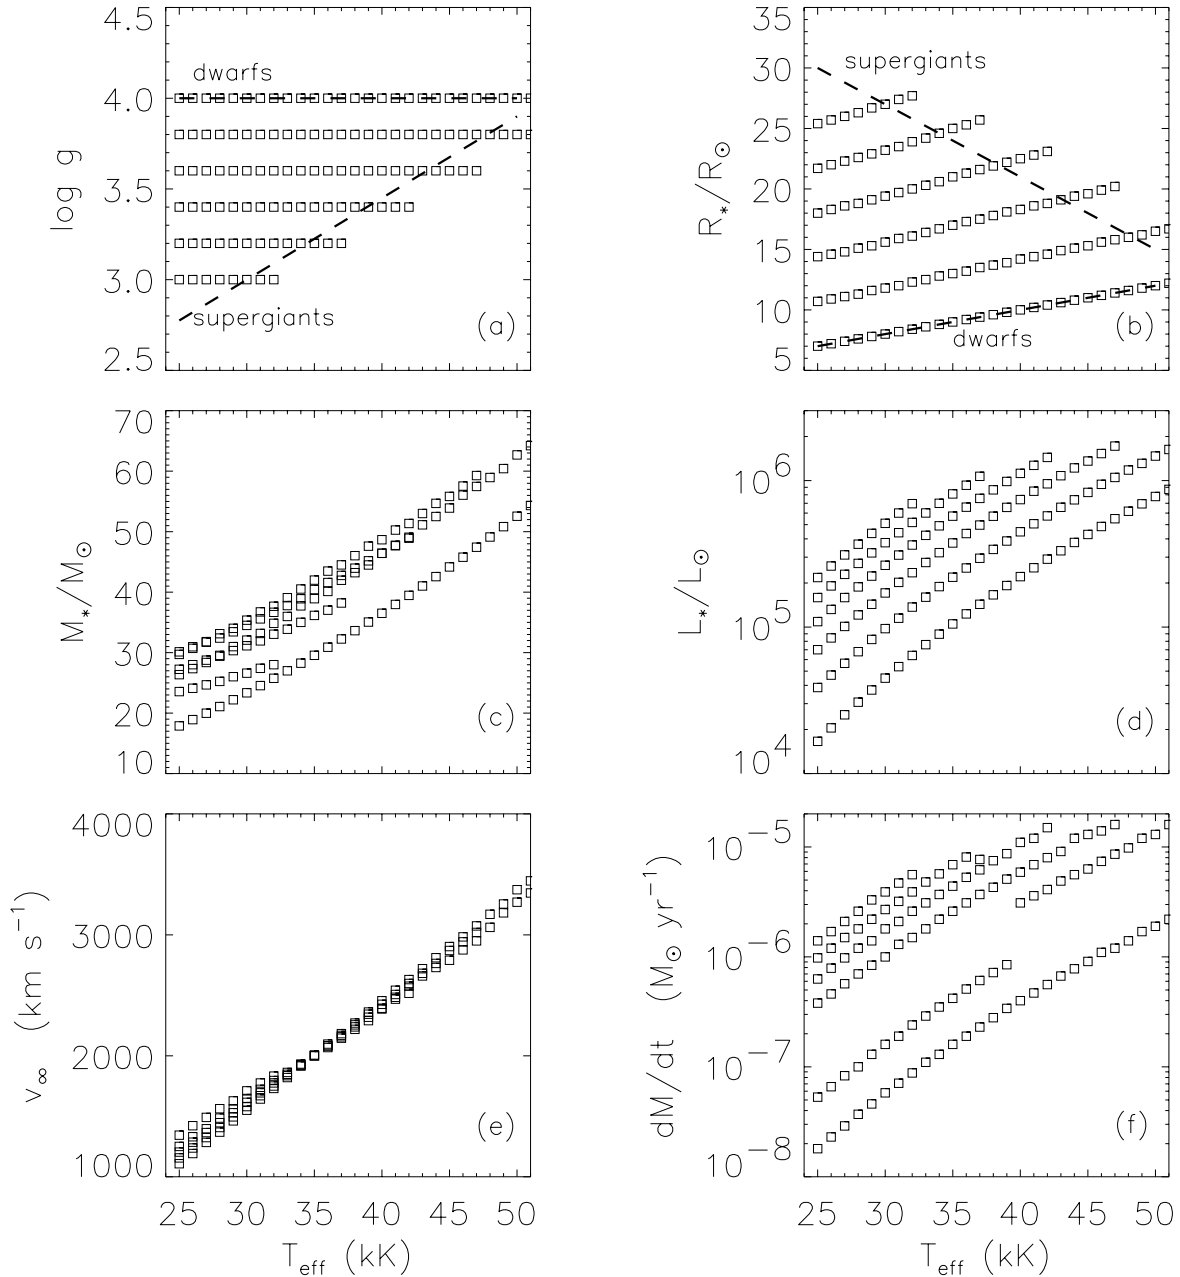 4.5
4.0
3.5
3.0
2.5
log g
dwarfs
supergiants
(a)
35
30
25
20
15
10
5
R*/R☉
supergiants
dwarfs
(b)
70
60
50
40
30
20
10
M*/M☉
(c)
10^6
10^5
10^4
L*/L☉
(d)
4000
3000
2000
1000
v∞ (km s^-1)
(e)
25 30 35 40 45 50
T_eff (kK)
10^-5
10^-6
10^-7
10^-8
dM/dt (M☉ yr^-1)
(f)
25 30 35 40 45 50
T_eff (kK)